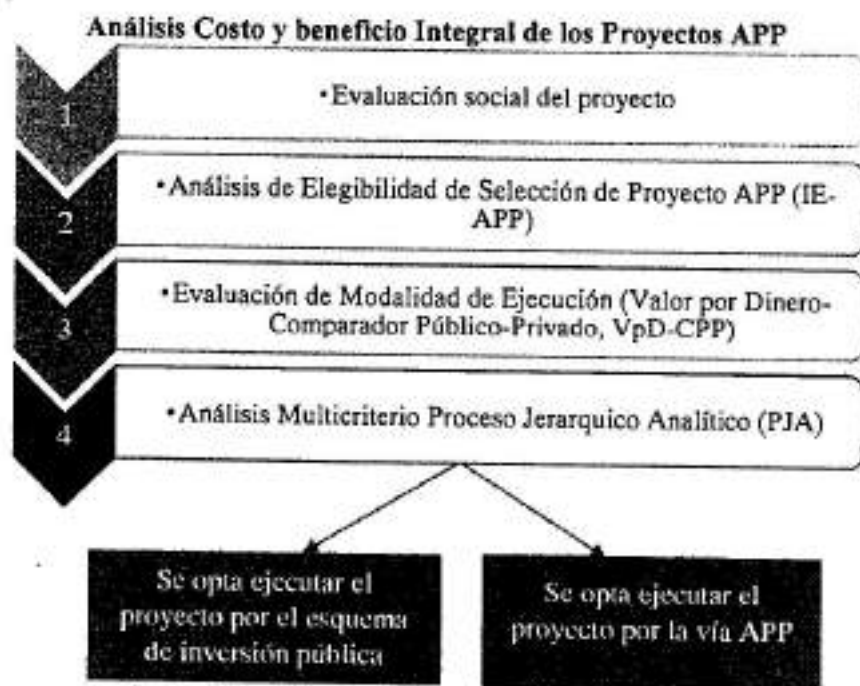 Análisis Costo y beneficio Integral de los Proyectos APP
1
•Evaluación social del proyecto
2
•Análisis de Elegibilidad de Selección de Proyecto APP (IE-
APP)
3
•Evaluación de Modalidad de Ejecución (Valor por Dinero-
Comparador Público-Privado, VpD-CPP)
4
•Análisis Multicriterio Proceso Jerarquico Analítico (PJA)
Se opta ejecutar el
proyecto por el esquema
de inversión pública
Se opta ejecutar el
proyecto por la vía APP